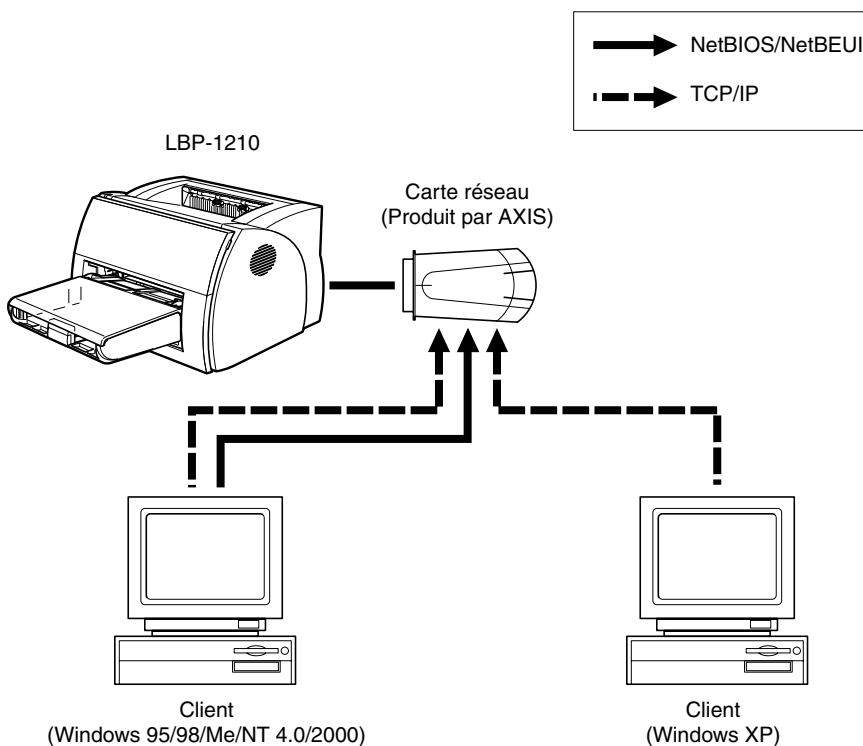 NetBIOS/NetBEUI
TCP/IP
LBP-1210
Carte réseau
(Produit par AXIS)
Client
(Windows 95/98/Me/NT 4.0/2000)
Client
(Windows XP)